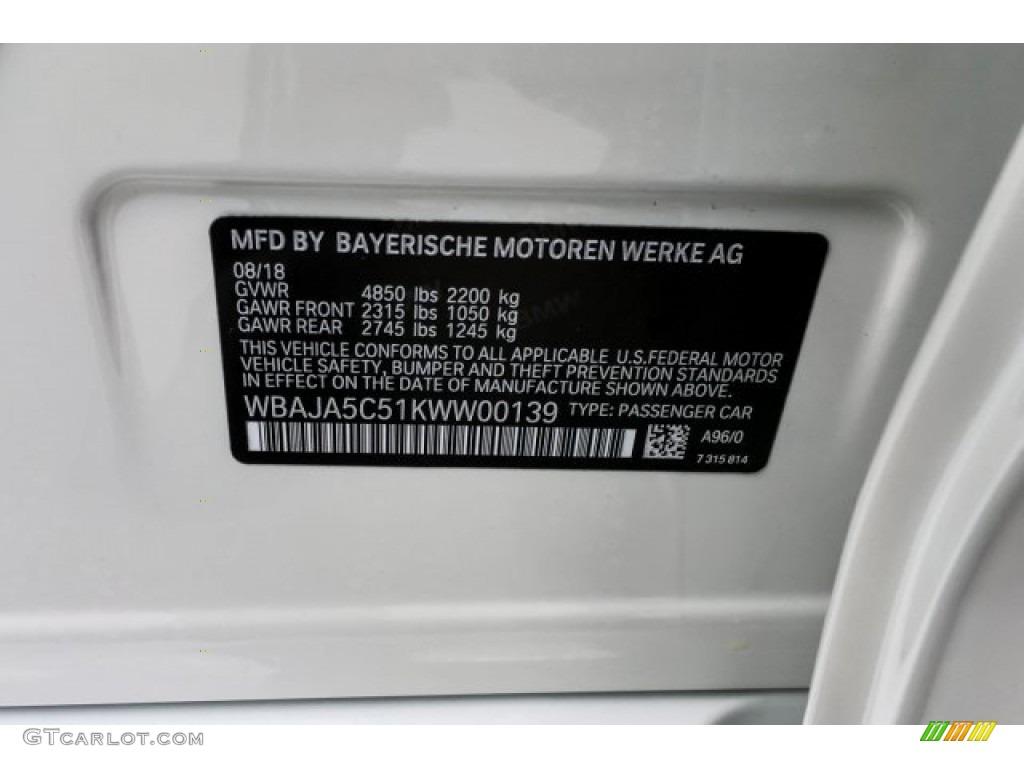 MFD BY BAYERISCHE MOTOREN WERKE AG
08/18
GVWR 4850 lbs 2200 kg
GAWR FRONT 2315 lbs 1050 kg
GAWR REAR 2745 lbs 1245 kg
THIS VEHICLE CONFORMS TO ALL APPLICABLE U.S.FEDERAL MOTOR
VEHICLE SAFETY, BUMPER AND THEFT PREVENTION STANDARDS
IN EFFECT ON THE DATE OF MANUFACTURE SHOWN ABOVE.
WBAJA5C51KWW00139 TYPE: PASSENGER CAR
A96/0
7 315 814
GTCarlot.com